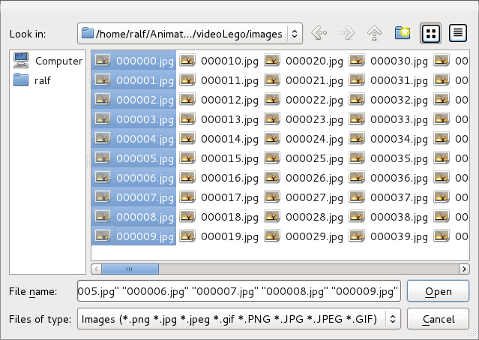 Look in: /home/ralf/Animat.../videoLego/images
Computer 000000.jpg 000010.jpg 000020.jpg 000030.jpg 00
ralf 000001.jpg 000011.jpg 000021.jpg 000031.jpg 00
000002.jpg 000012.jpg 000022.jpg 000032.jpg 00
000003.jpg 000013.jpg 000023.jpg 000033.jpg 00
000004.jpg 000014.jpg 000024.jpg 000034.jpg 00
000005.jpg 000015.jpg 000025.jpg 000035.jpg 00
000006.jpg 000016.jpg 000026.jpg 000036.jpg 00
000007.jpg 000017.jpg 000027.jpg 000037.jpg 00
000008.jpg 000018.jpg 000028.jpg 000038.jpg 00
000009.jpg 000019.jpg 000029.jpg 000039.jpg 00
File name: 005.jpg" "000006.jpg" "000007.jpg" "000008.jpg" "000009.jpg" Open
Files of type: Images (*.png *.jpg *.jpeg *.gif *.PNG *.JPG *.JPEG *.GIF) Cancel